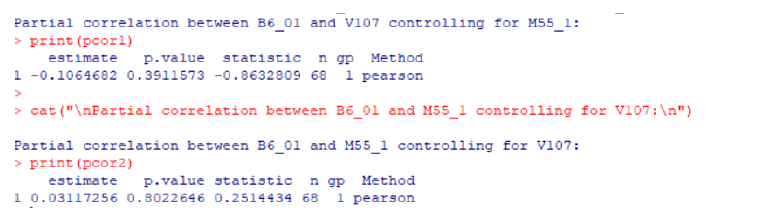 Partial correlation between B6_01 and V107 controlling for M55_1:
> print(pcor1)
    estimate   p.value  statistic  n gp  Method
1 -0.1064682 0.3911573 -0.8632809 68  1 pearson
>
> cat("\nPartial correlation between B6_01 and M55_1 controlling for V107:\n")
Partial correlation between B6_01 and M55_1 controlling for V107:
> print(pcor2)
    estimate   p.value statistic  n gp  Method
1 0.03117256 0.8022646 0.2514434 68  1 pearson